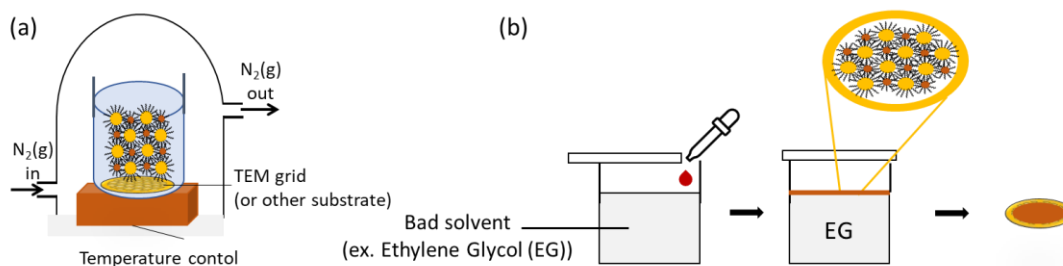 (a)
N₂(g)
out
N₂(g)
in
TEM grid
(or other substrate)
Temperature contol
(b)
Bad solvent
(ex. Ethylene Glycol (EG))
EG